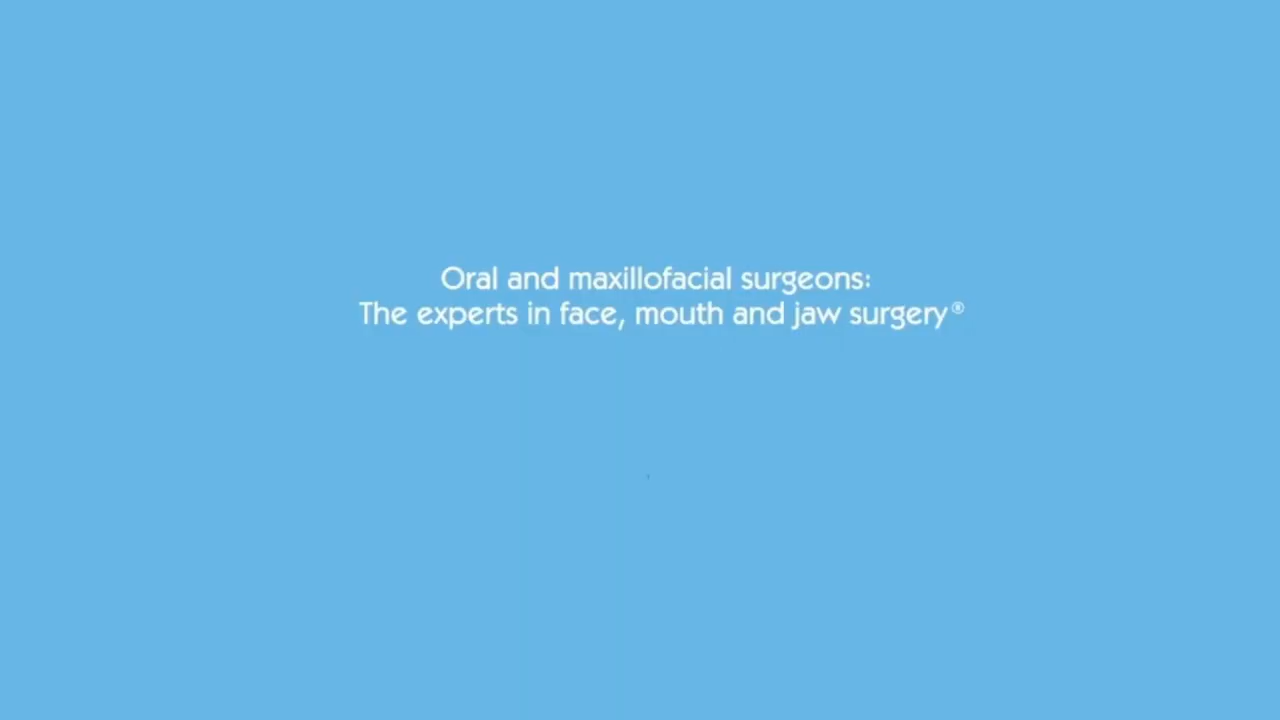 Oral and maxillofacial surgeons:
The experts in face, mouth and jaw surgery®